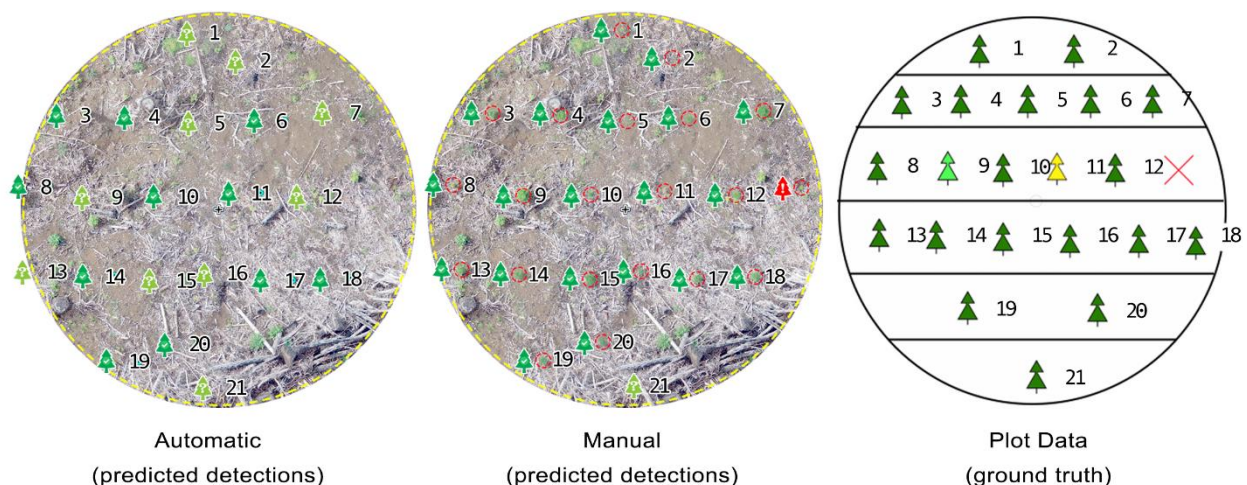 1
2
3 4 5 6 7
8 9 10 11 12
13 14 15 16 17 18
19 20
21
Automatic
(predicted detections)
1
2
3 4 5 6 7
8 9 10 11 12
13 14 15 16 17 18
19 20
21
Manual
(predicted detections)
1 2
3 4 5 6 7
8 9 10 11 12
13 14 15 16 17 18
19 20
21
Plot Data
(ground truth)